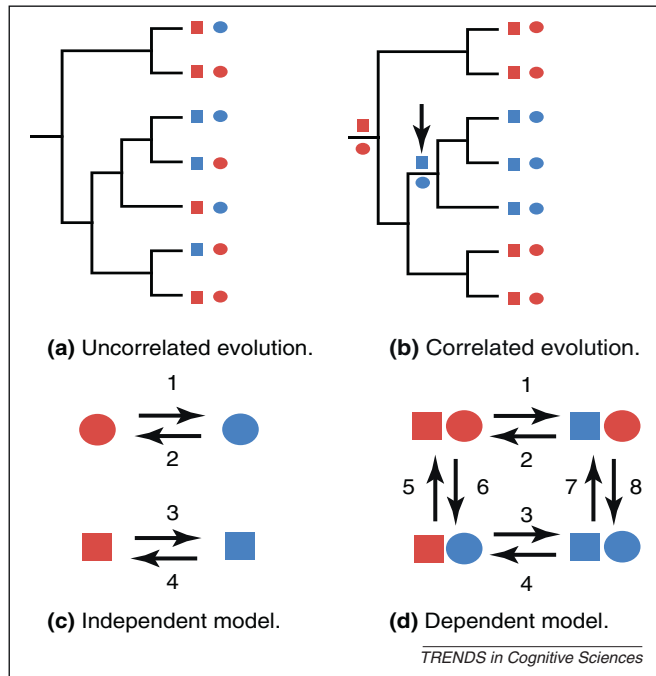 (a) Uncorrelated evolution.
(b) Correlated evolution.
1
2
3
4
(c) Independent model.
1
2
5
6
7
8
3
4
(d) Dependent model.
TRENDS in Cognitive Sciences